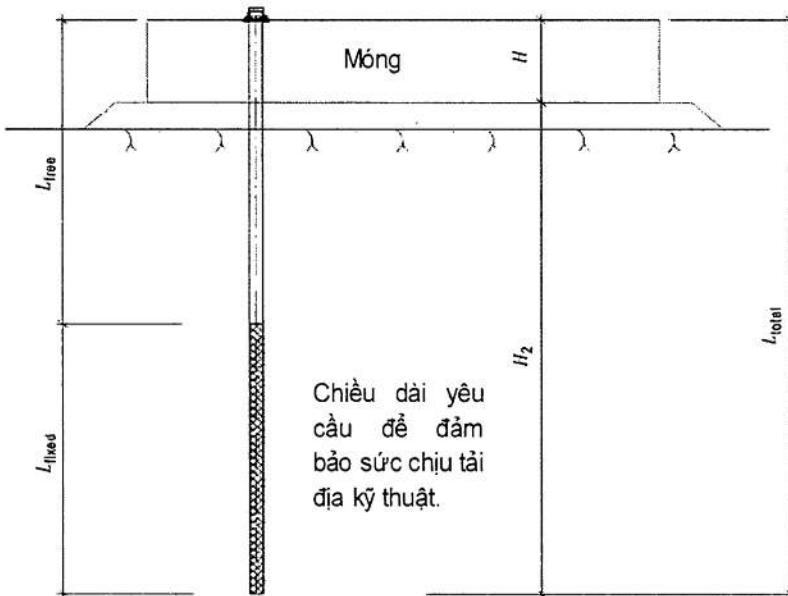 Móng
H
L_free
H_2
L_total
L_fixed
Chiều dài yêu
cầu để đảm
bảo sức chịu tải
địa kỹ thuật.